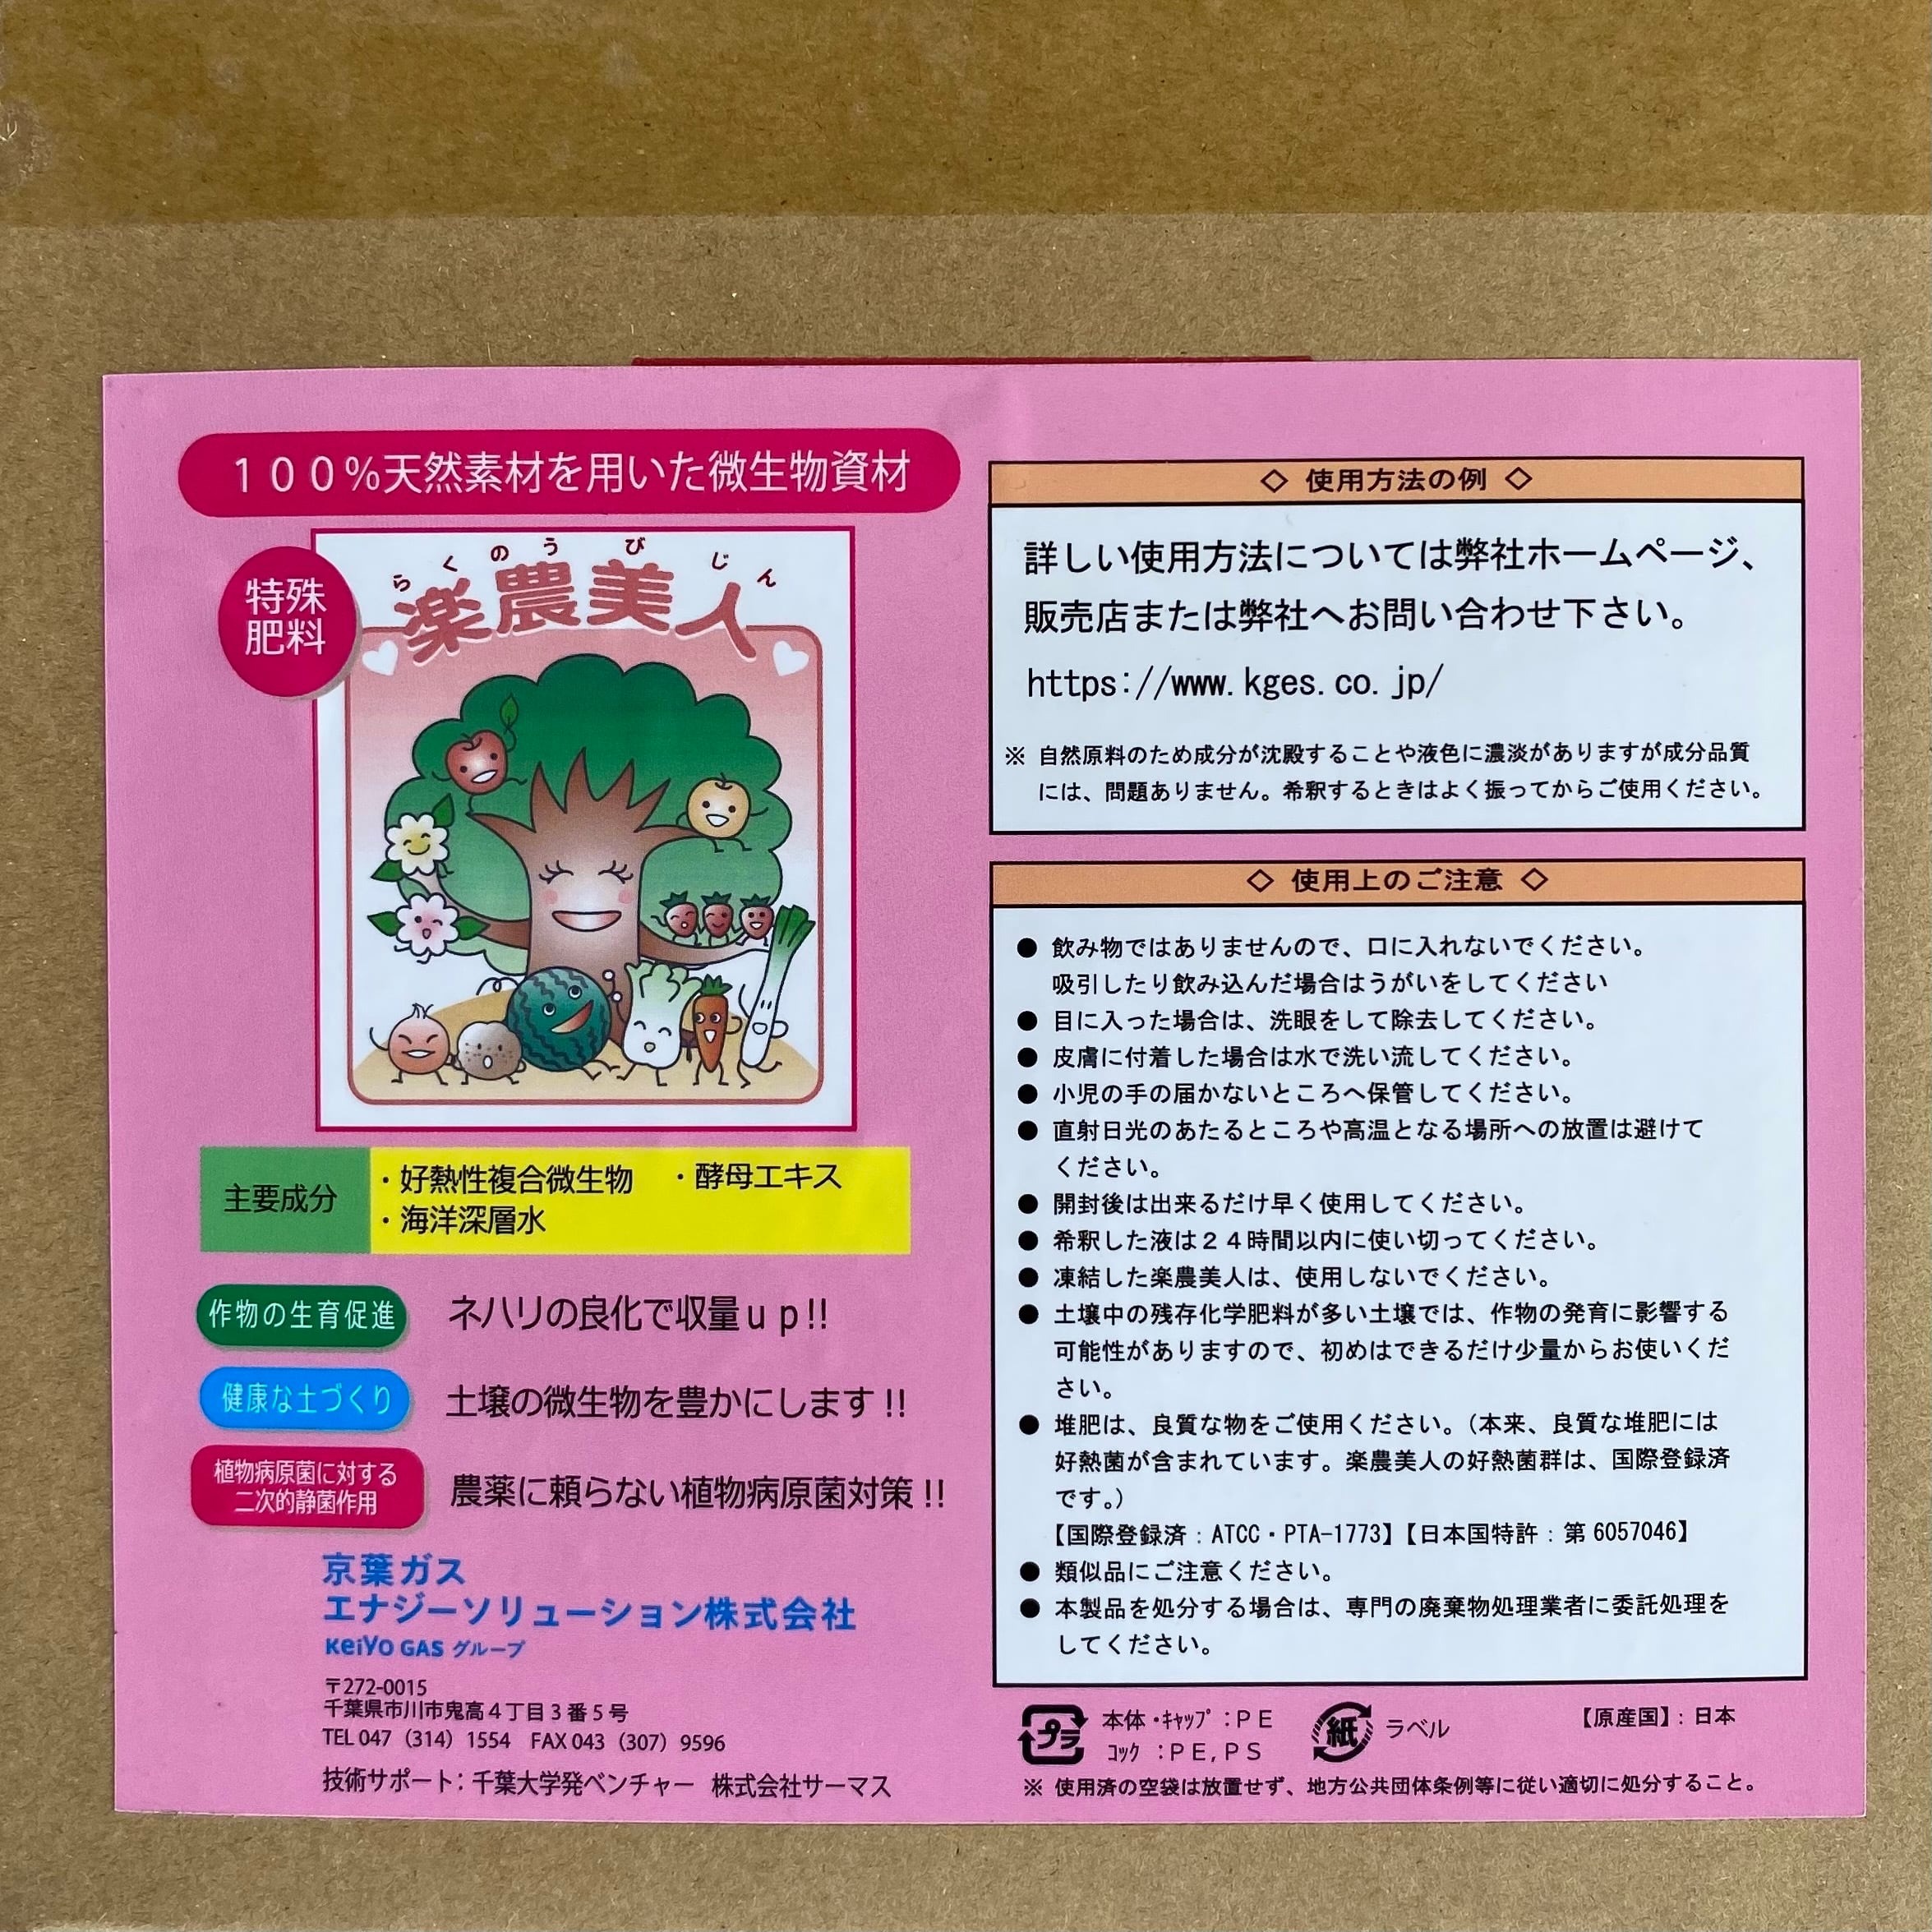 １００％天然素材を用いた微生物資材
特殊
肥料
らくのうびじん
楽農美人
主要成分
・好熱性複合微生物　・酵母エキス
・海洋深層水
作物の生育促進
ネハリの良化で収量ｕｐ!!
健康な土づくり
土壌の微生物を豊かにします!!
植物病原菌に対する
二次的静菌作用
農薬に頼らない植物病原菌対策!!
京葉ガス
エナジーソリューション株式会社
KeiYO GAS グループ
〒272-0015
千葉県市川市鬼高４丁目３番５号
TEL 047（314）1554　FAX 043（307）9596
技術サポート：千葉大学発ベンチャー　株式会社サーマス
◇ 使用方法の例 ◇
詳しい使用方法については弊社ホームページ、
販売店または弊社へお問い合わせ下さい。
https://www.kges.co.jp/
※ 自然原料のため成分が沈殿することや液色に濃淡がありますが成分品質
には、問題ありません。希釈するときはよく振ってからご使用ください。
◇ 使用上のご注意 ◇
● 飲み物ではありませんので、口に入れないでください。
吸引したり飲み込んだ場合はうがいをしてください
● 目に入った場合は、洗眼をして除去してください。
● 皮膚に付着した場合は水で洗い流してください。
● 小児の手の届かないところへ保管してください。
● 直射日光のあたるところや高温となる場所への放置は避けて
ください。
● 開封後は出来るだけ早く使用してください。
● 希釈した液は２４時間以内に使い切ってください。
● 凍結した楽農美人は、使用しないでください。
● 土壌中の残存化学肥料が多い土壌では、作物の発育に影響する
可能性がありますので、初めはできるだけ少量からお使いくだ
さい。
● 堆肥は、良質な物をご使用ください。（本来、良質な堆肥には
好熱菌が含まれています。楽農美人の好熱菌群は、国際登録済
です。）
【国際登録済：ATCC・PTA-1773】【日本国特許：第 6057046】
● 類似品にご注意ください。
● 本製品を処分する場合は、専門の廃棄物処理業者に委託処理を
してください。
プラ
本体・ｷｬｯﾌﾟ：ＰＥ
ｺｯｸ ：ＰＥ,ＰＳ
紙
ラベル
【原産国】：日本
※ 使用済の空袋は放置せず、地方公共団体条例等に従い適切に処分すること。